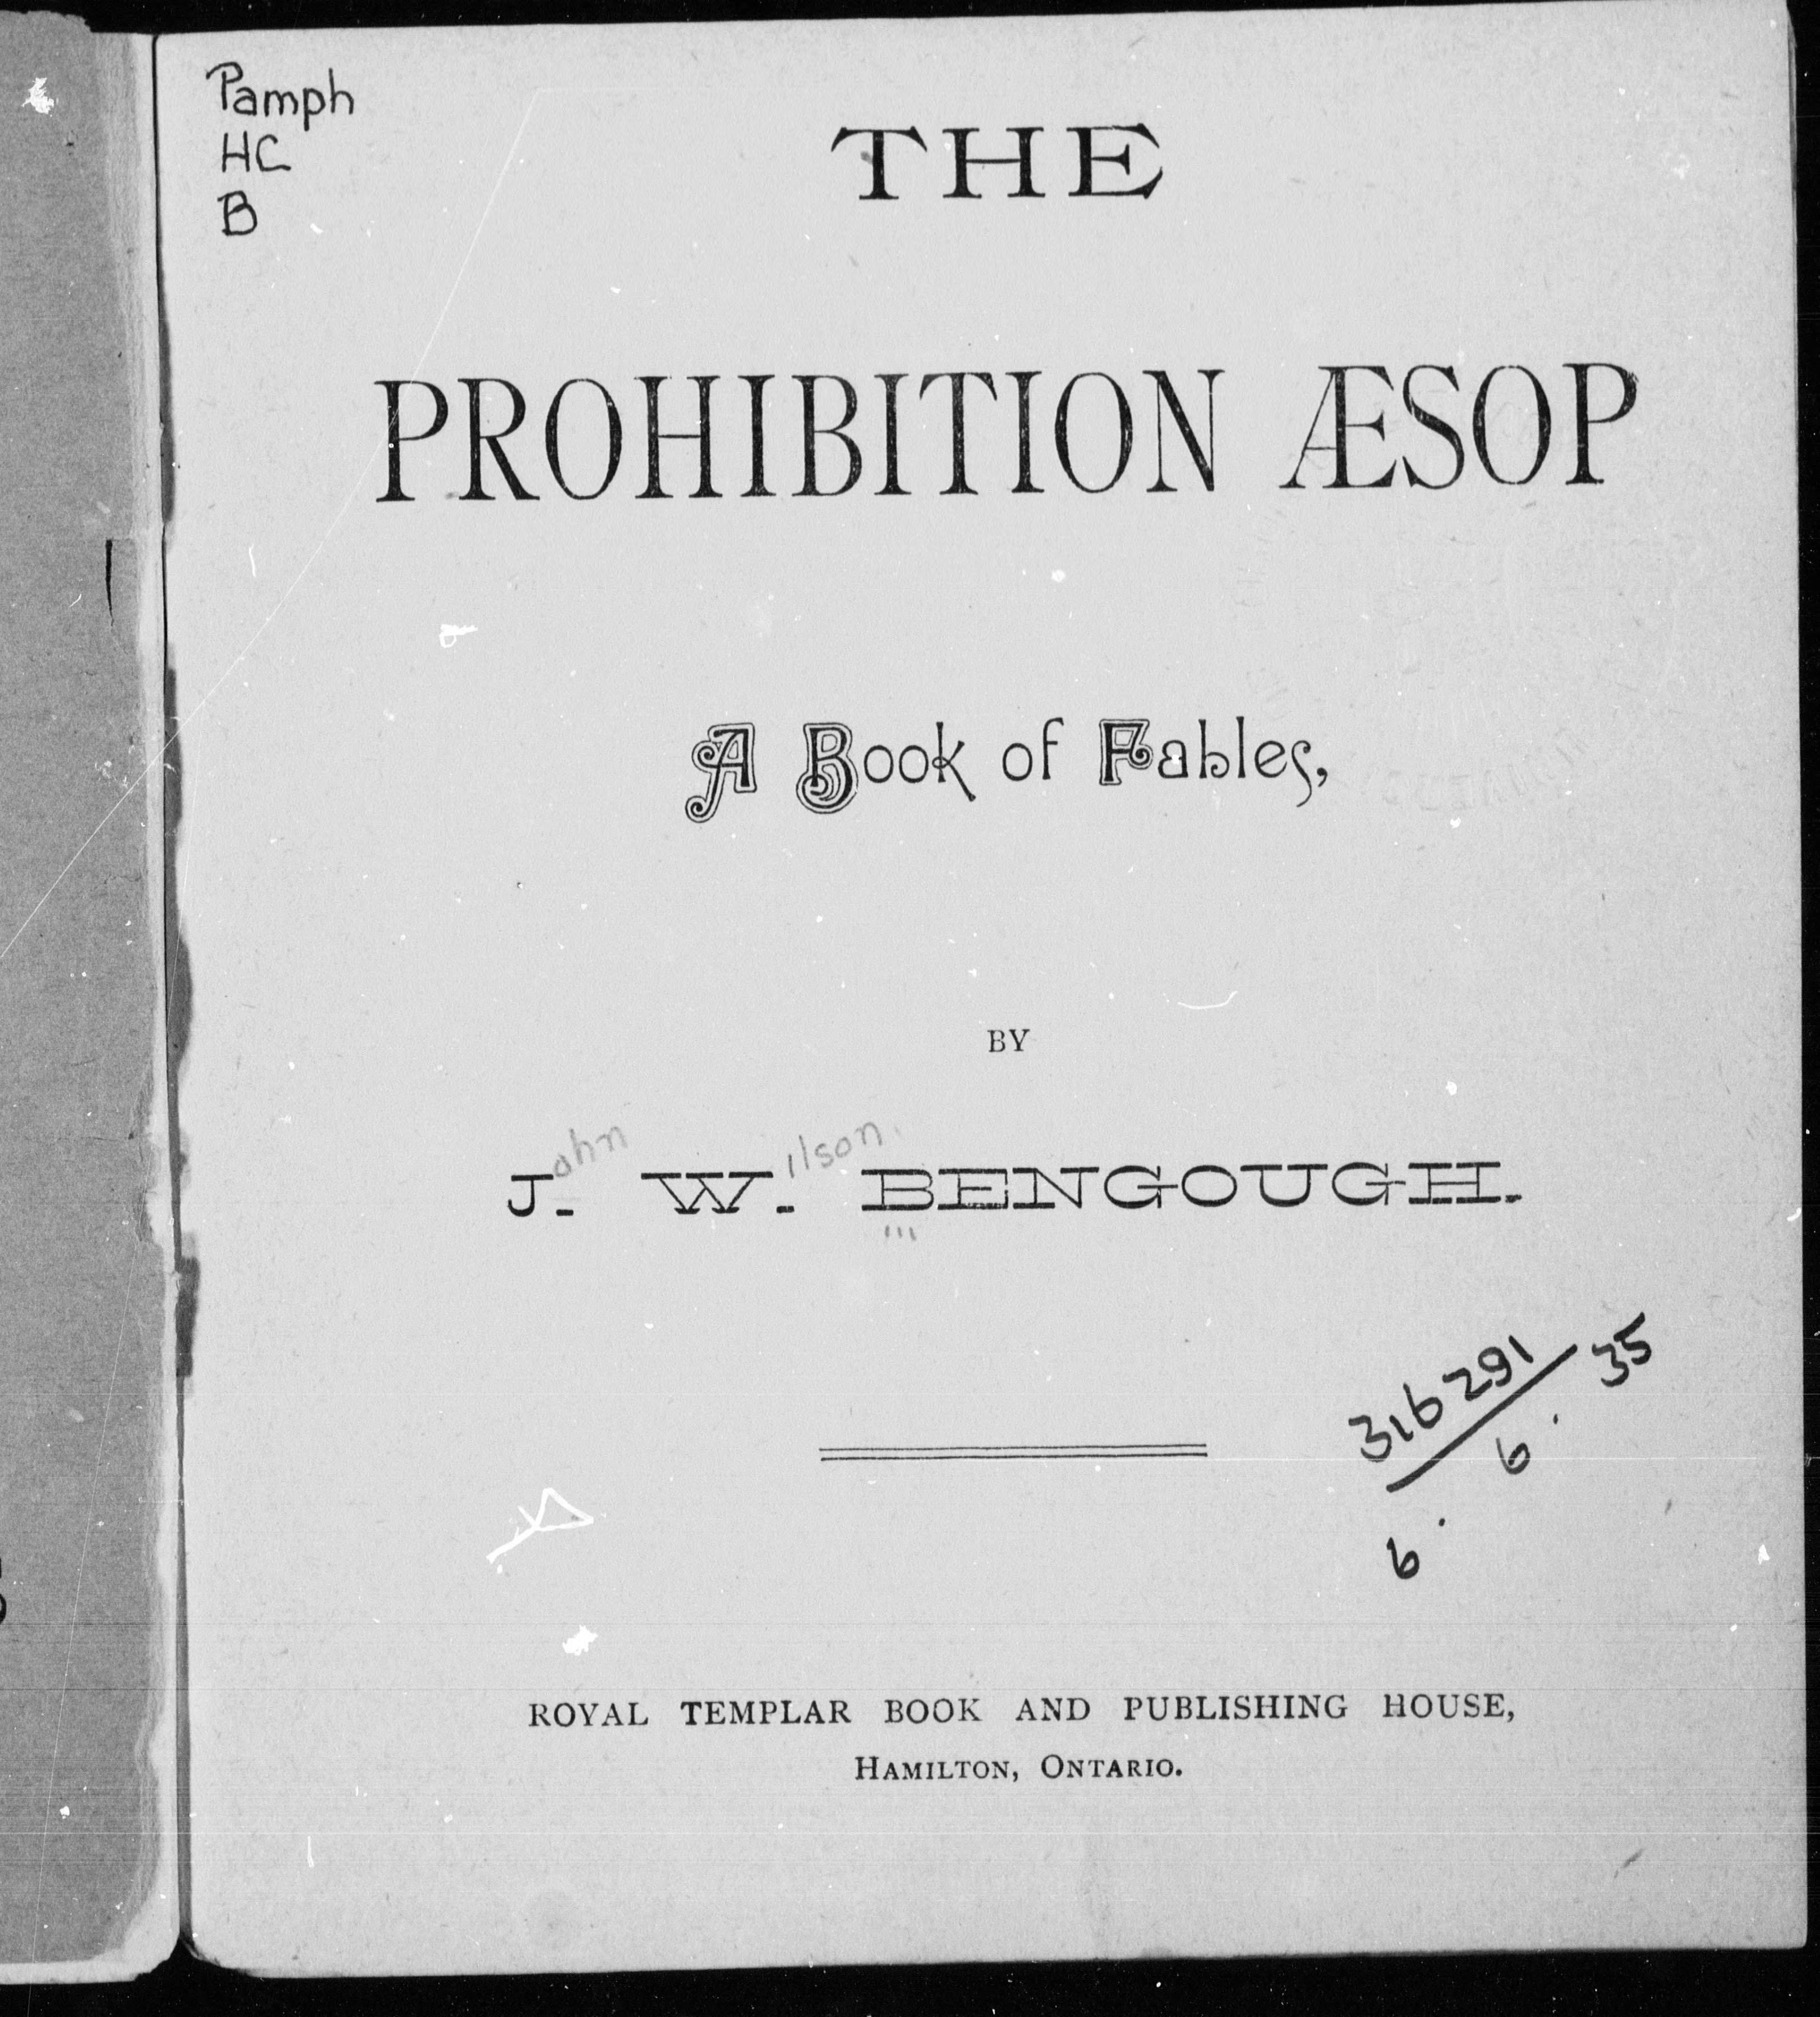 Pamph
HC
B
THE
PROHIBITION ÆSOP
A Book of Fables,
BY
ohn ilson.
J. W. BENGOUGH.
316291 35
6.
6.
ROYAL TEMPLAR BOOK AND PUBLISHING HOUSE,
HAMILTON, ONTARIO.